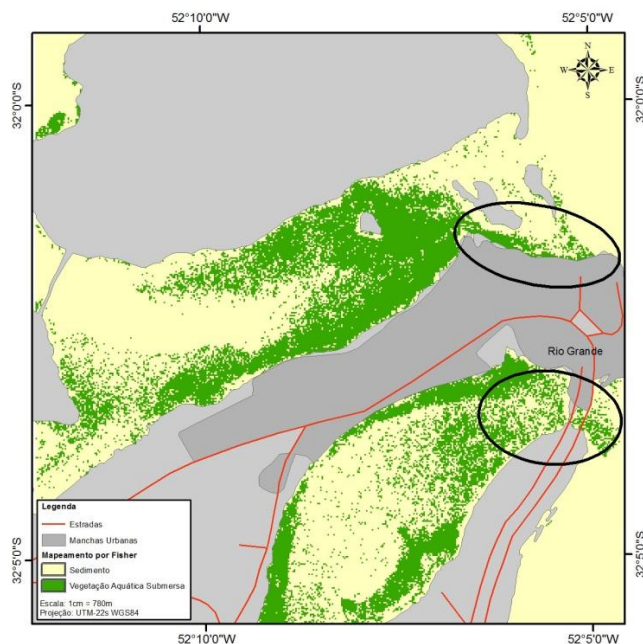 52°10'0"W
52°5'0"W
N
W
E
S
32°0'0"S
32°0'0"S
Rio Grande
Legenda
Estradas
Manchas Urbanas
Mapeamento por Fisher
Sedimento
Vegetação Aquática Submersa
Escala: 1cm = 780m
Projeção: UTM-22s WGS84
32°5'0"S
32°5'0"S
52°10'0"W
52°5'0"W